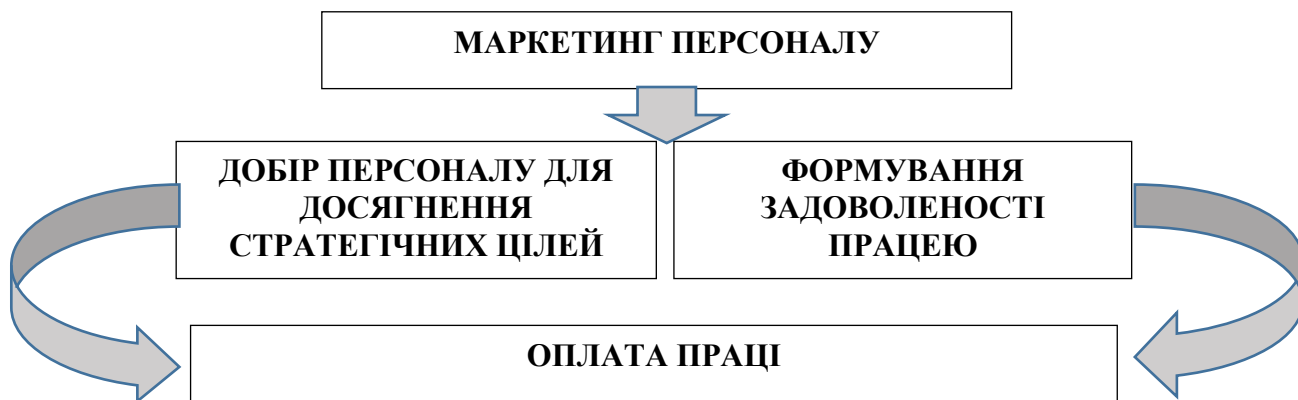 МАРКЕТИНГ ПЕРСОНАЛУ
ДОБІР ПЕРСОНАЛУ ДЛЯ
ДОСЯГНЕННЯ
СТРАТЕГІЧНИХ ЦІЛЕЙ
ФОРМУВАННЯ
ЗАДОВОЛЕНОСТІ
ПРАЦЕЮ
ОПЛАТА ПРАЦІ